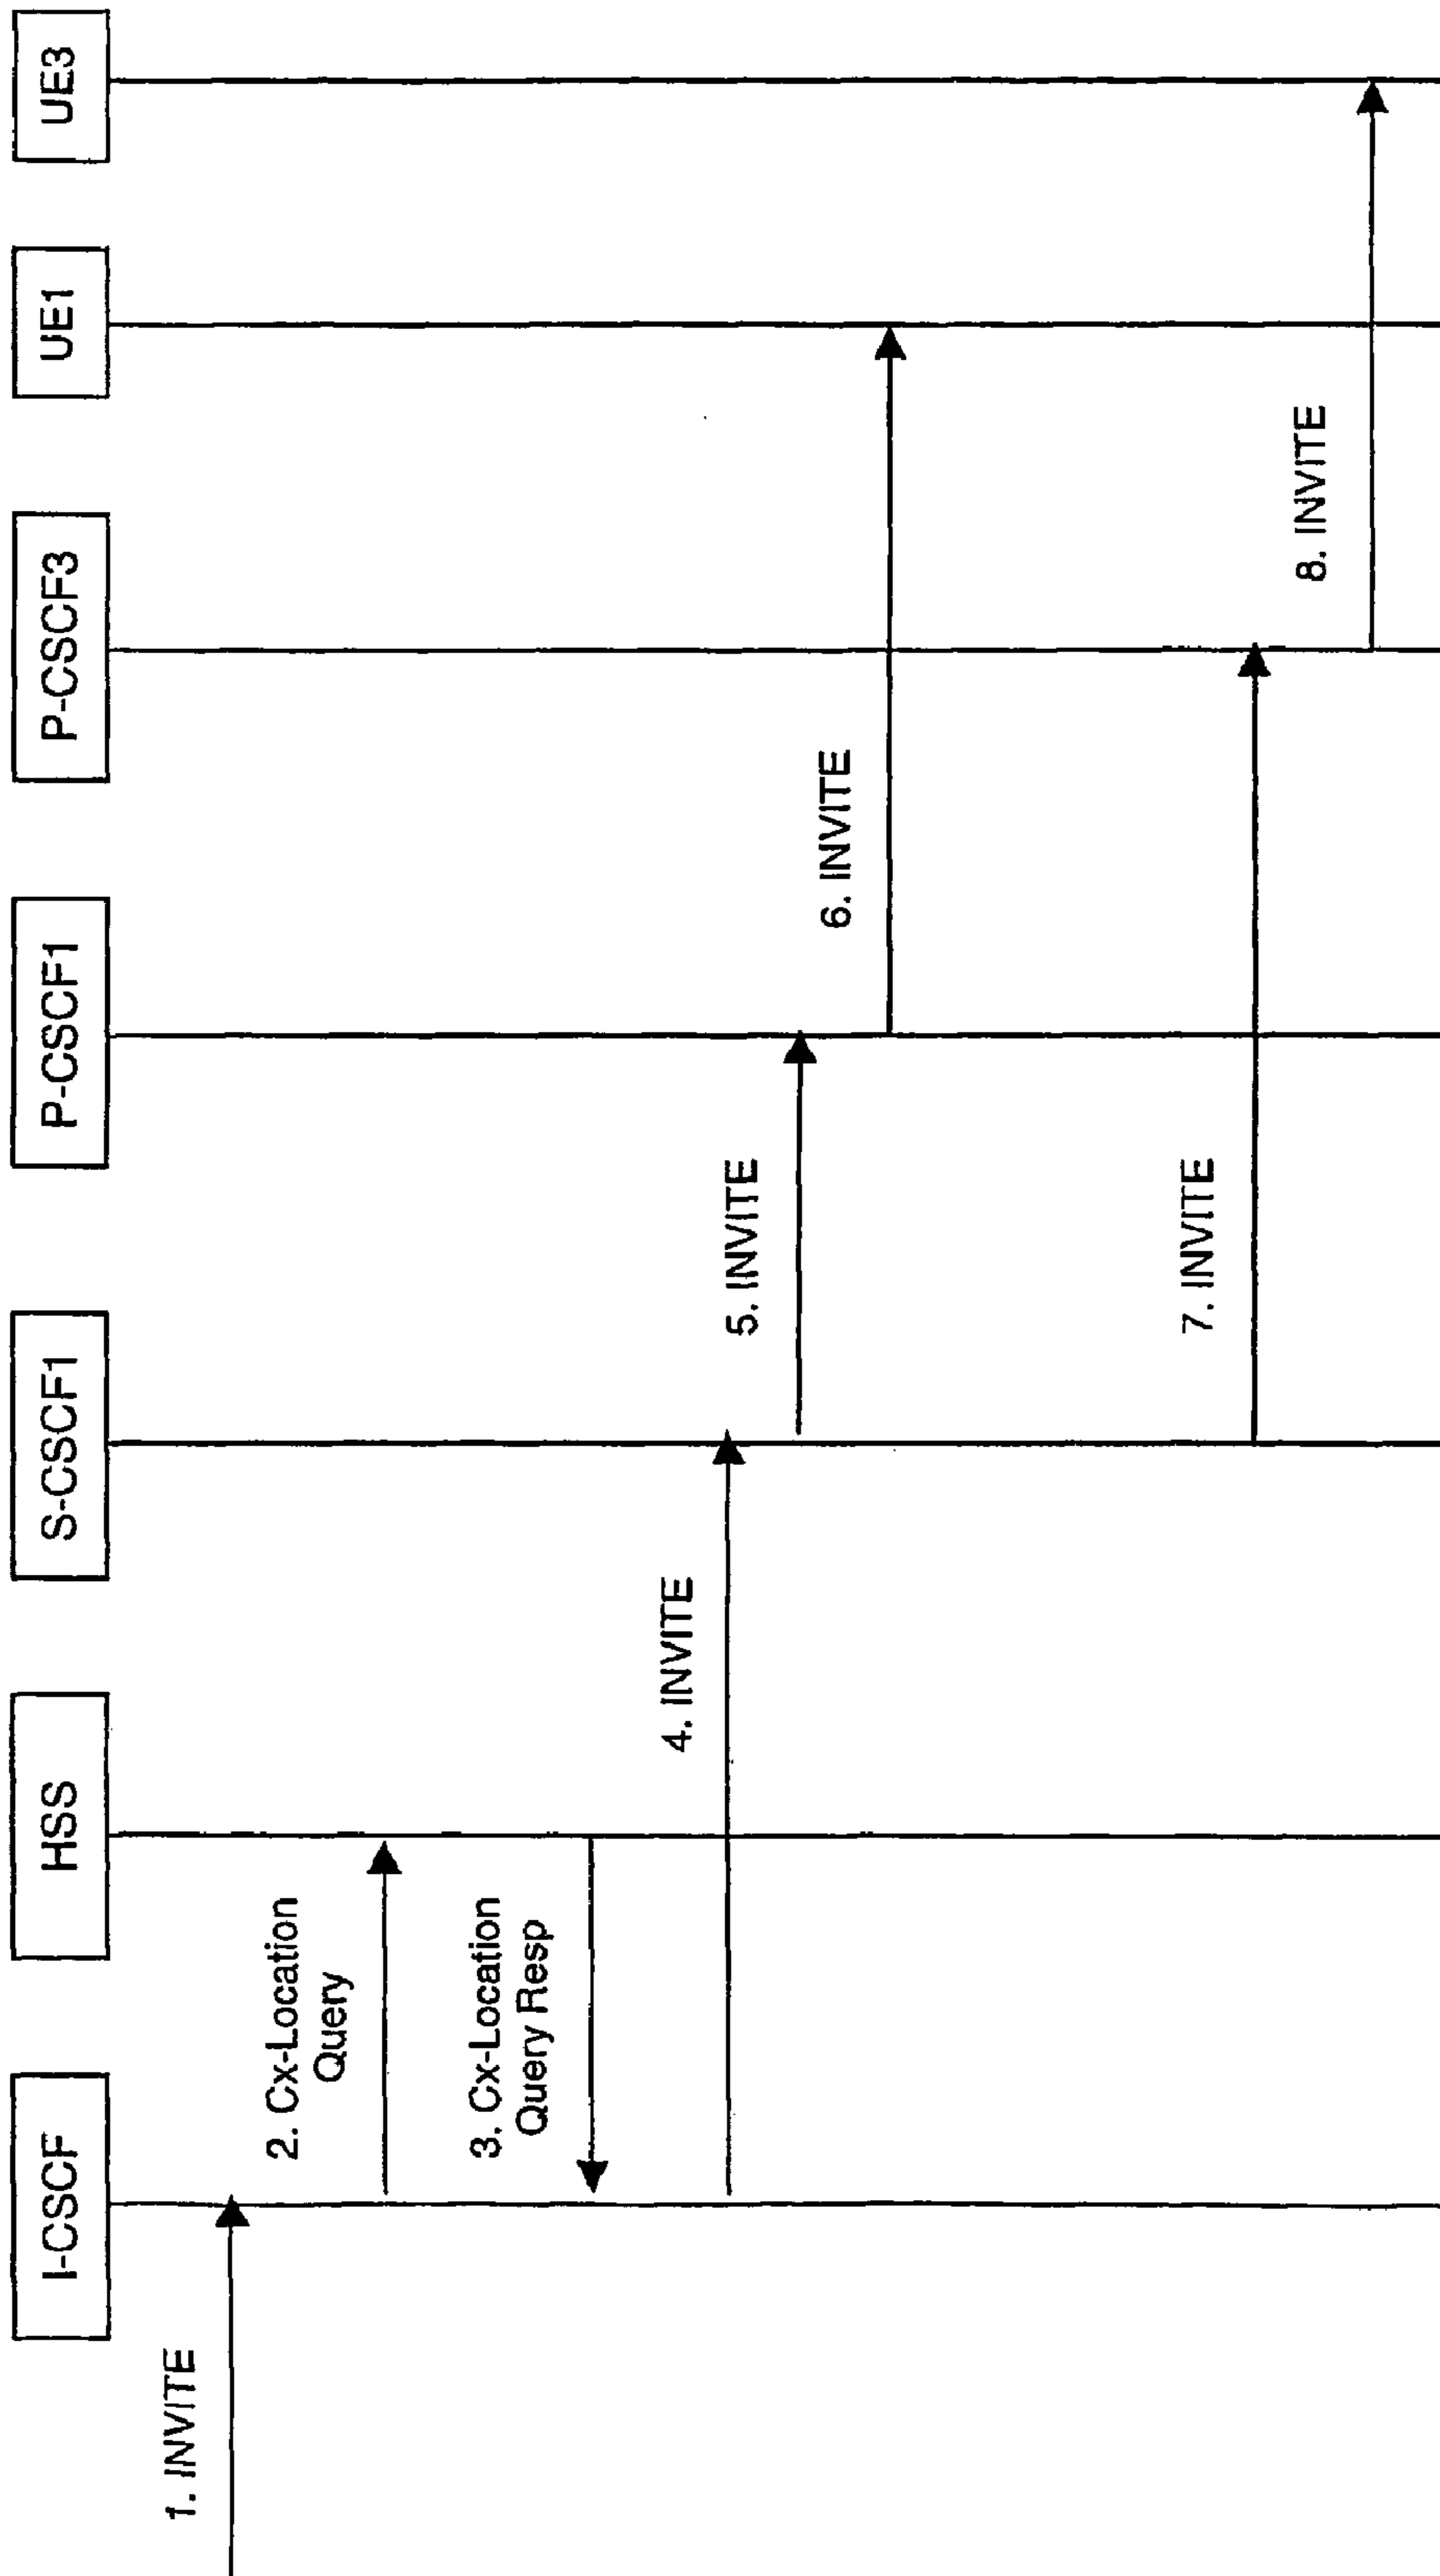 I-CSCF
HSS
S-CSCF1
P-CSCF1
P-CSCF3
UE1
UE3
1. INVITE
2. Cx-Location
Query
3. Cx-Location
Query Resp
4. INVITE
5. INVITE
6. INVITE
7. INVITE
8. INVITE